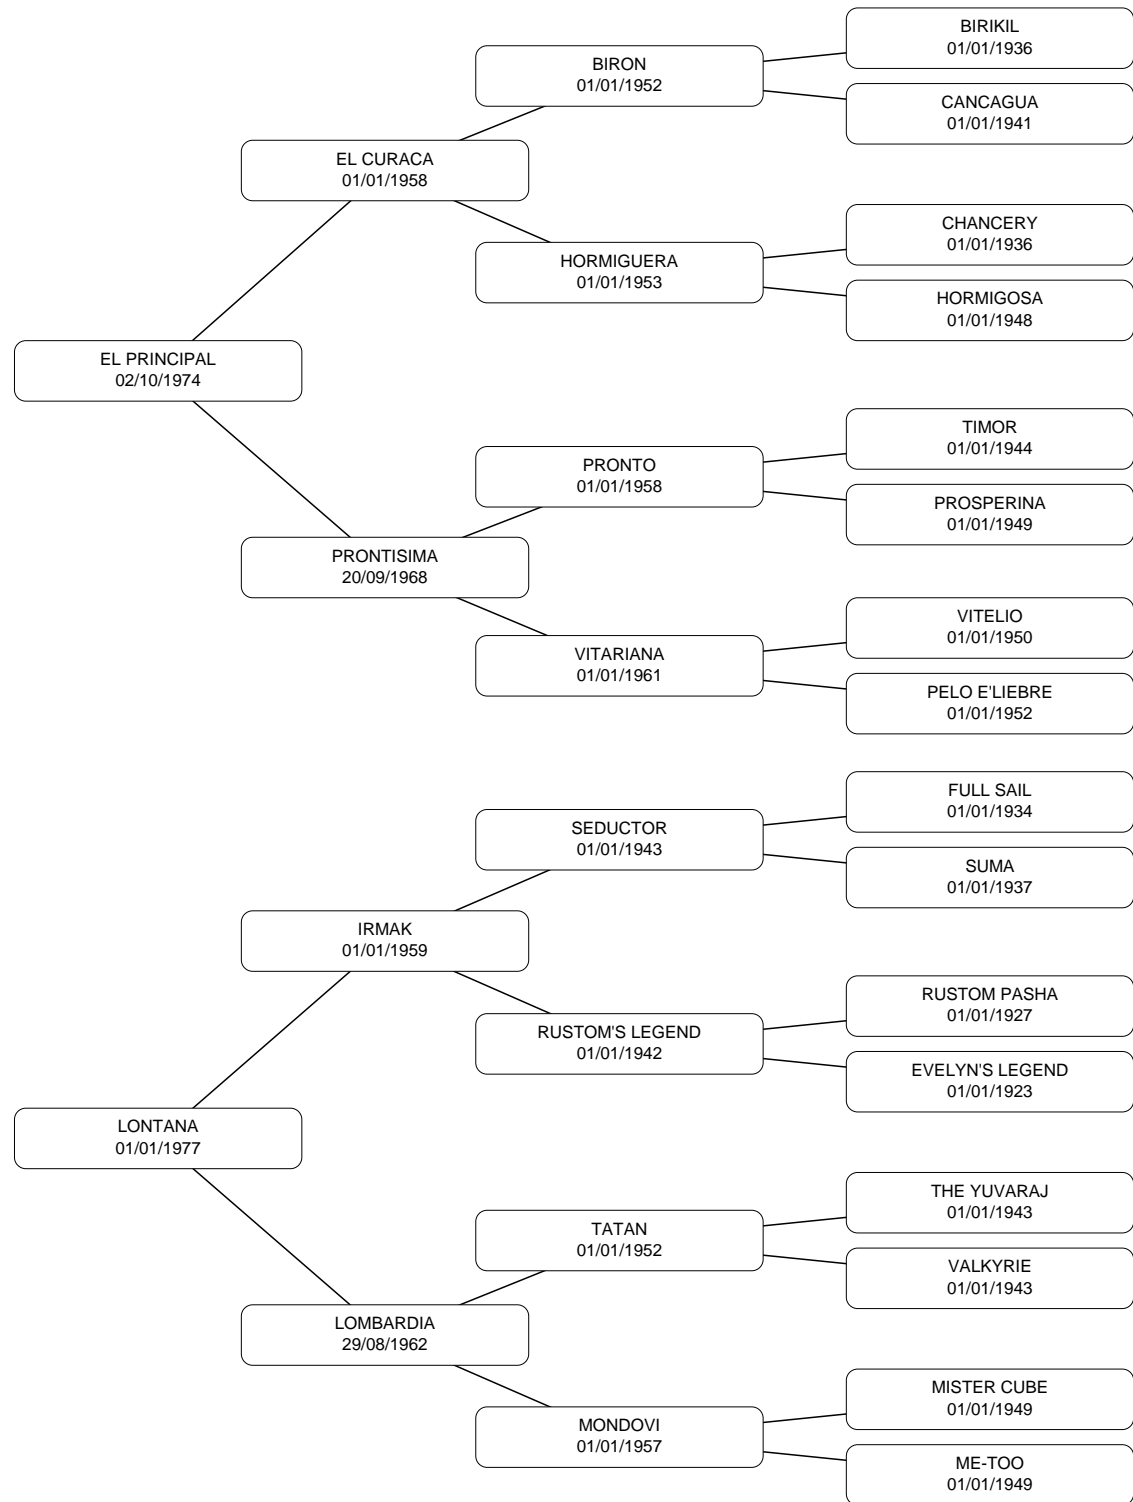 BIRIKIL
01/01/1936
BIRON
01/01/1952
CANCAGUA
01/01/1941
EL CURACA
01/01/1958
CHANCERY
01/01/1936
HORMIGUERA
01/01/1953
HORMIGOSA
01/01/1948
EL PRINCIPAL
02/10/1974
TIMOR
01/01/1944
PRONTO
01/01/1958
PROSPERINA
01/01/1949
PRONTISIMA
20/09/1968
VITELIO
01/01/1950
VITARIANA
01/01/1961
PELO E'LIEBRE
01/01/1952
FULL SAIL
01/01/1934
SEDUCTOR
01/01/1943
SUMA
01/01/1937
IRMAK
01/01/1959
RUSTOM PASHA
01/01/1927
RUSTOM'S LEGEND
01/01/1942
EVELYN'S LEGEND
01/01/1923
LONTANA
01/01/1977
THE YUVARAJ
01/01/1943
TATAN
01/01/1952
VALKYRIE
01/01/1943
LOMBARDIA
29/08/1962
MISTER CUBE
01/01/1949
MONDOVI
01/01/1957
ME-TOO
01/01/1949